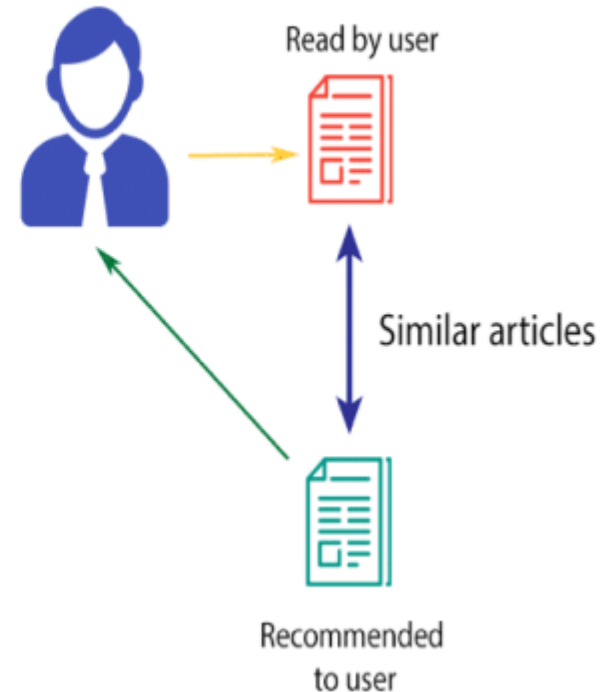 Read by user
Similar articles
Recommended
to user